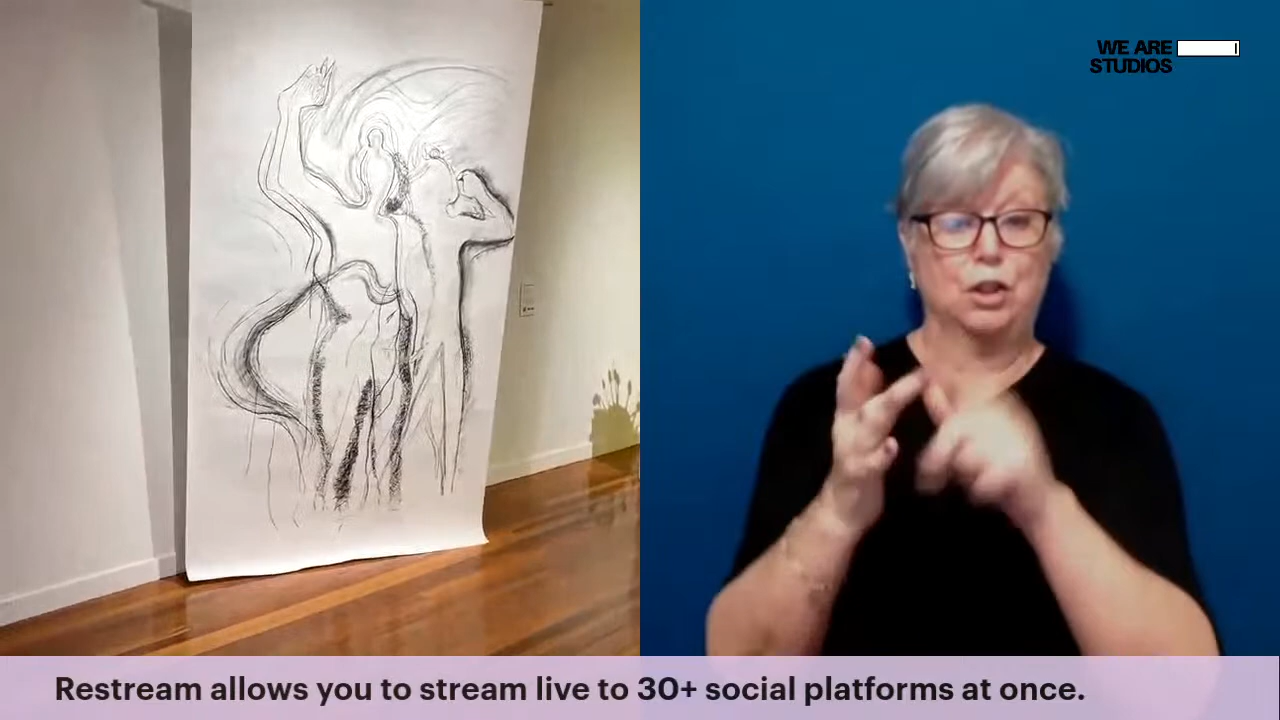 WE ARE
STUDIOS
Restream allows you to stream live to 30+ social platforms at once.